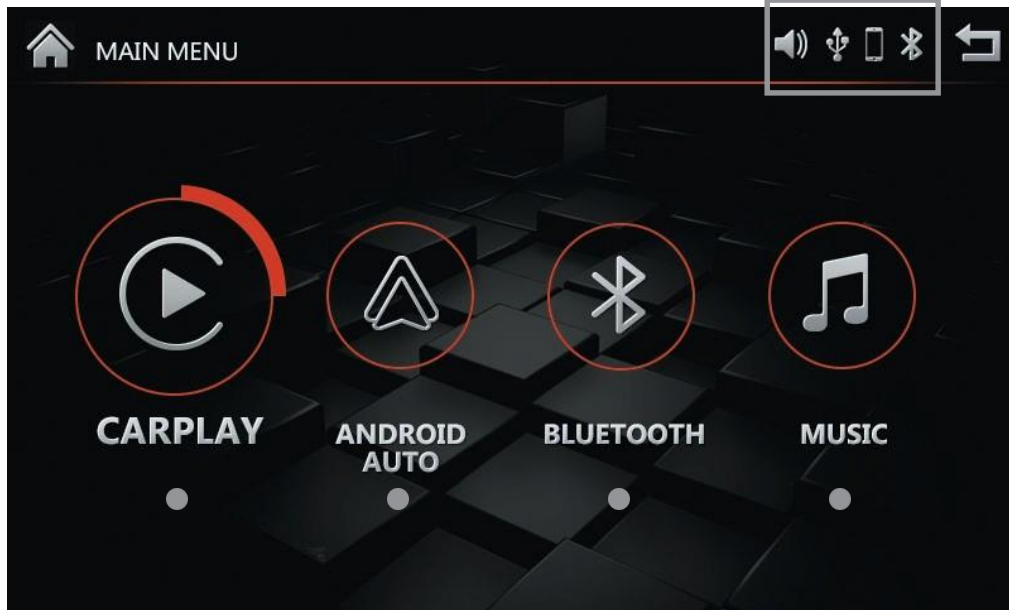 MAIN MENU
CARPLAY
ANDROID
AUTO
BLUETOOTH
MUSIC